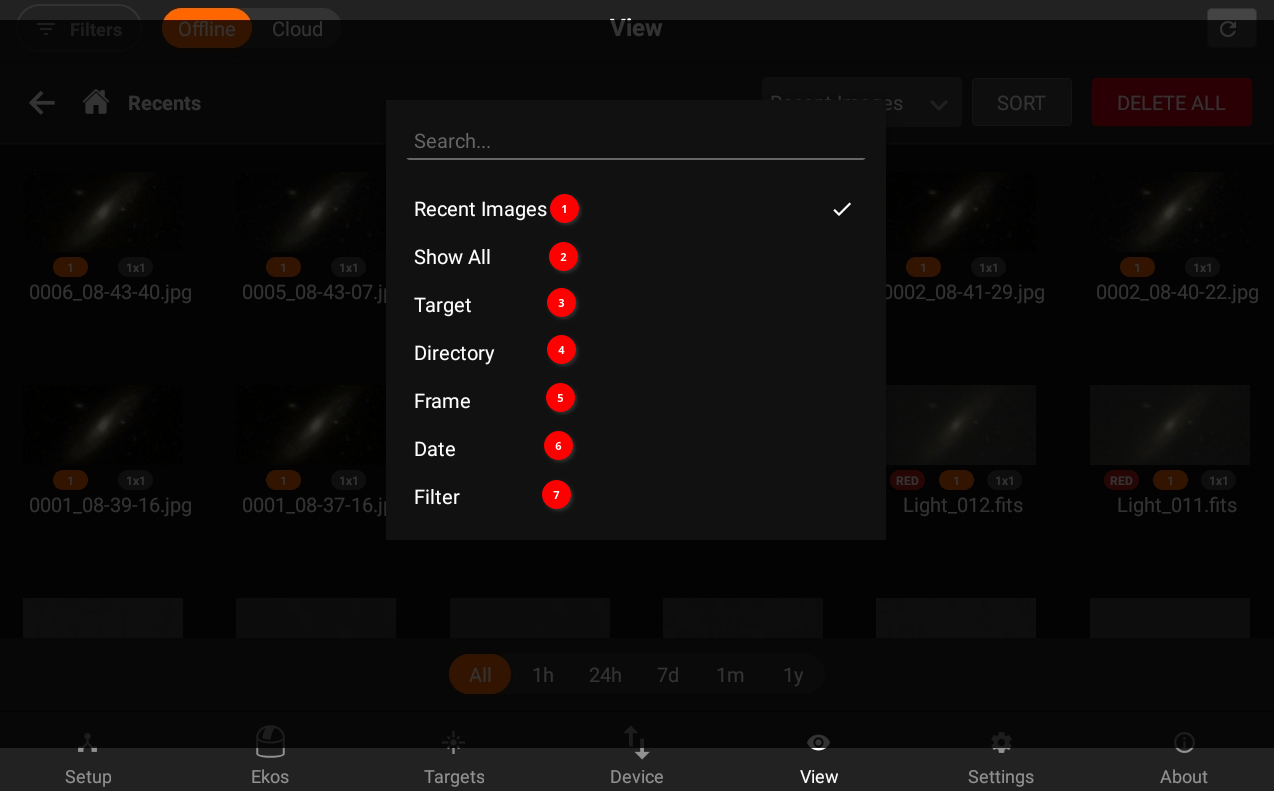 Filters Offline Cloud View
Recents Recent Images SORT DELETE ALL
Search...
Recent Images 1
Show All 2
Target 3
Directory 4
Frame 5
Date 6
Filter 7
1 1x1 1 1x1 1 1x1 1 1x1
0006_08-43-40.jpg 0005_08-43-07.j 0002_08-41-29.jpg 0002_08-40-22.jpg
1 1x1 1 1x1 RED 1 1x1 RED 1 1x1
0001_08-39-16.jpg 0001_08-37-16.j Light_012.fits Light_011.fits
All 1h 24h 7d 1m 1y
Setup Ekos Targets Device View Settings About